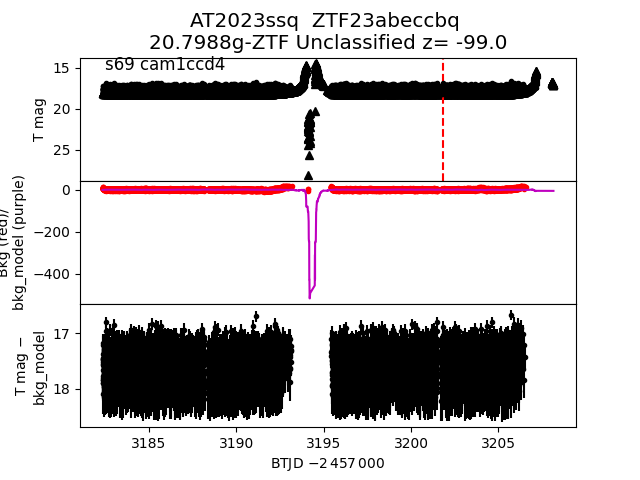 AT2023ssq ZTF23abeccbq
20.7988g-ZTF Unclassified z= -99.0
s69 cam1ccd4
15
20
25
T mag
0
−200
−400
Bkg (red)/
bkg_model (purple)
17
18
T mag −
bkg_model
3185
3190
3195
3200
3205
BTJD −2 457 000